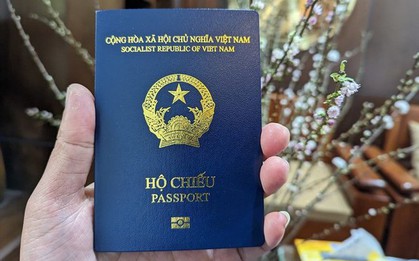 CỘNG HÒA XÃ HỘI CHỦ NGHĨA VIỆT NAM
SOCIALIST REPUBLIC OF VIET NAM
HỘ CHIẾU
PASSPORT